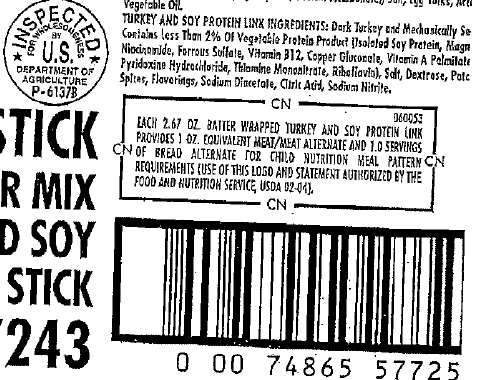 Vegetable Oil.
TURKEY AND SOY PROTEIN LINK INGREDIENTS: Dark Turkey and Mechanically Se
Contains Less Than 2% Of Vegetable Protein Product (Isolated Soy Protein, Magn
Niacinamide, Ferrous Sulfate, Vitamin B12, Copper Gluconate, Vitamin A Palmitate
Pyridoxine Hydrochloride, Thiamine Mononitrate, Riboflavin), Salt, Dextrose, Pota
Spices, Flavorings, Sodium Diacetate, Citric Acid, Sodium Nitrite.
INSPECTED
FOR WHOLESOMENESS
BY
U.S.
DEPARTMENT OF
AGRICULTURE
P-6137B
CN
060053
EACH 2.67 OZ. BATTER WRAPPED TURKEY AND SOY PROTEIN LINK
PROVIDES 1 OZ. EQUIVALENT MEAT/MEAT ALTERNATE AND 1.0 SERVINGS
CN OF BREAD ALTERNATE FOR CHILD NUTRITION MEAL PATTERN CN
REQUIREMENTS (USE OF THIS LOGO AND STATEMENT AUTHORIZED BY THE
FOOD AND NUTRITION SERVICE, USDA 02-04).
CN
STICK
R MIX
D SOY
STICK
7243
0 00 74865 57725